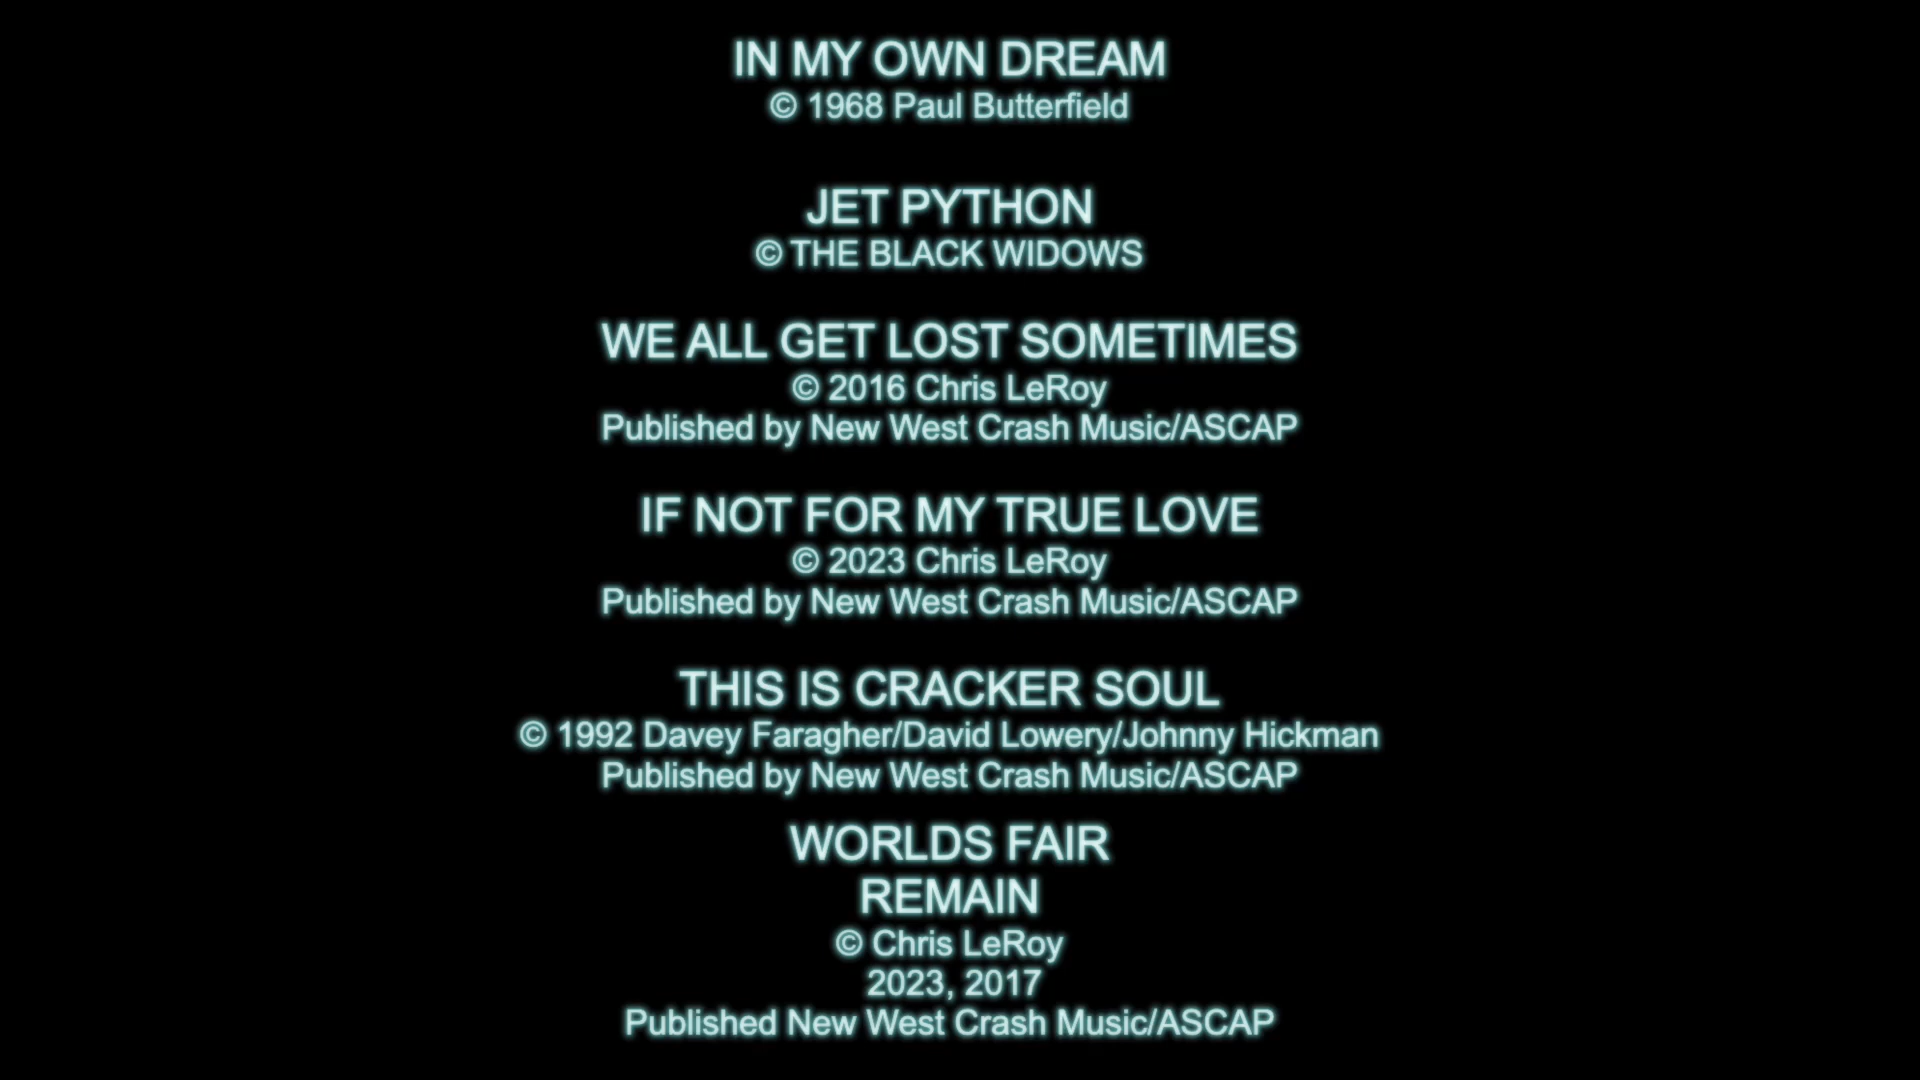 IN MY OWN DREAM
© 1968 Paul Butterfield
JET PYTHON
© THE BLACK WIDOWS
WE ALL GET LOST SOMETIMES
© 2016 Chris LeRoy
Published by New West Crash Music/ASCAP
IF NOT FOR MY TRUE LOVE
© 2023 Chris LeRoy
Published by New West Crash Music/ASCAP
THIS IS CRACKER SOUL
© 1992 Davey Faragher/David Lowery/Johnny Hickman
Published by New West Crash Music/ASCAP
WORLDS FAIR
REMAIN
© Chris LeRoy
2023, 2017
Published New West Crash Music/ASCAP